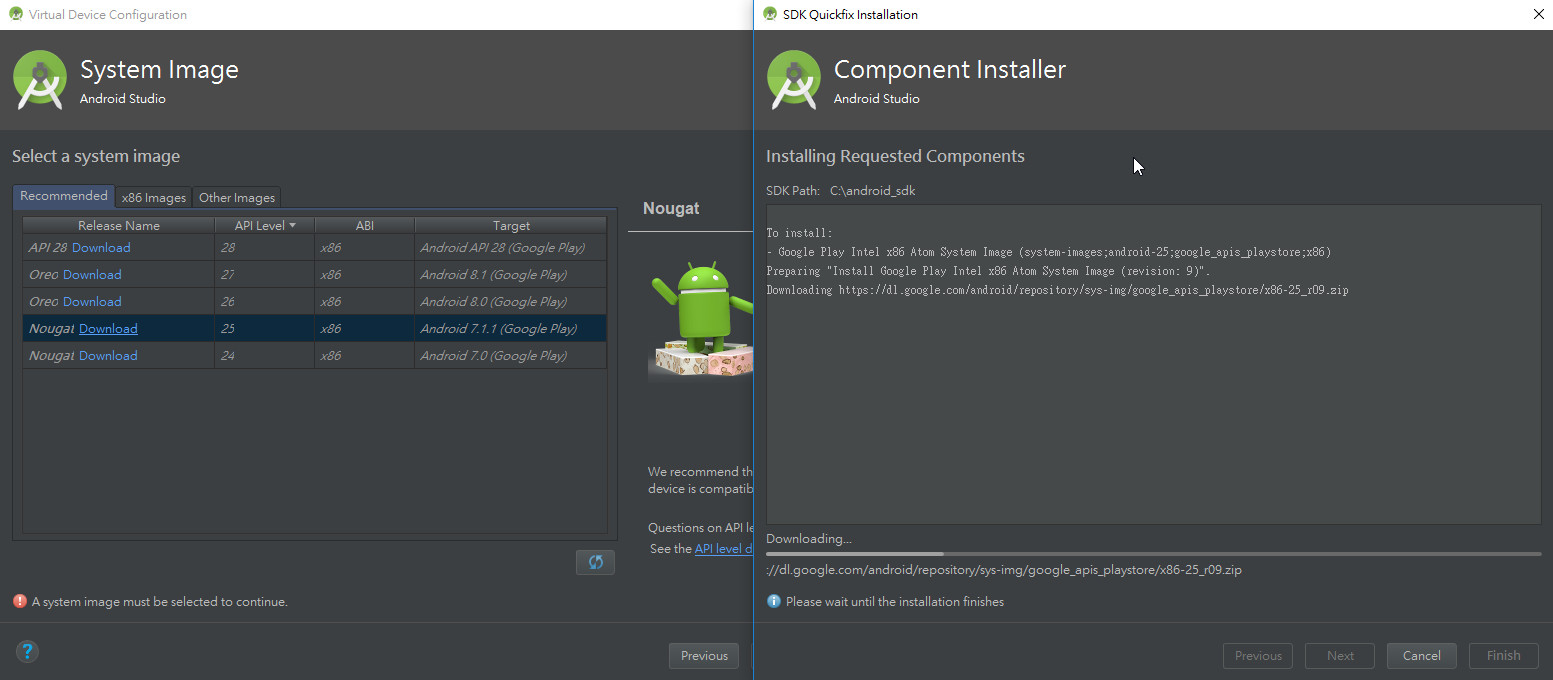 Virtual Device Configuration
System Image
Android Studio
Select a system image
Recommended x86 Images Other Images
Release Name API Level ABI Target
API 28 Download 28 x86 Android API 28 (Google Play)
Oreo Download 27 x86 Android 8.1 (Google Play)
Oreo Download 26 x86 Android 8.0 (Google Play)
Nougat Download 25 x86 Android 7.1.1 (Google Play)
Nougat Download 24 x86 Android 7.0 (Google Play)
Nougat
We recommend th
device is compatib
Questions on API le
See the API level d
A system image must be selected to continue.
?
Previous
SDK Quickfix Installation
Component Installer
Android Studio
Installing Requested Components
SDK Path: C:\android_sdk
To install:
- Google Play Intel x86 Atom System Image (system-images;android-25;google_apis_playstore;x86)
Preparing "Install Google Play Intel x86 Atom System Image (revision: 9)".
Downloading https://dl.google.com/android/repository/sys-img/google_apis_playstore/x86-25_r09.zip
Downloading...
://dl.google.com/android/repository/sys-img/google_apis_playstore/x86-25_r09.zip
Please wait until the installation finishes
Previous Next Cancel Finish